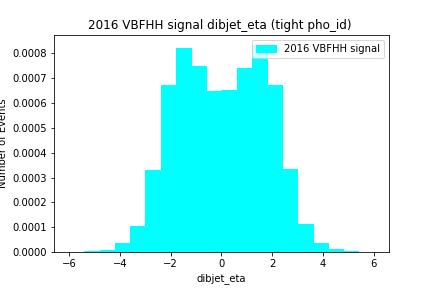 2016 VBFHH signal dibjet_eta (tight pho_id)
2016 VBFHH signal
0.0008
0.0007
0.0006
0.0005
0.0004
0.0003
0.0002
0.0001
0.0000
Number of Events
−6 −4 −2 0 2 4 6
dibjet_eta